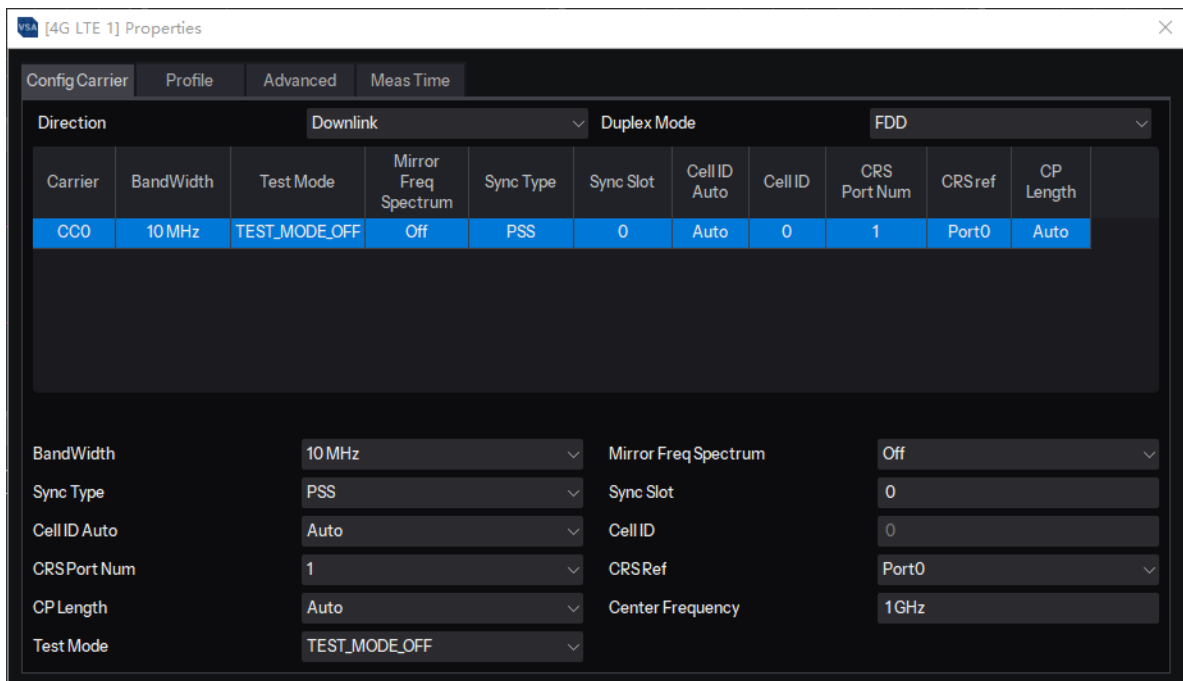 VSA [4G LTE 1] Properties
Config Carrier Profile Advanced Meas Time
Direction Downlink Duplex Mode FDD
Carrier BandWidth Test Mode Mirror Freq Spectrum Sync Type Sync Slot Cell ID Auto Cell ID CRS Port Num CRS ref CP Length
CC0 10 MHz TEST_MODE_OFF Off PSS 0 Auto 0 1 Port0 Auto
BandWidth 10 MHz Mirror Freq Spectrum Off
Sync Type PSS Sync Slot 0
Cell ID Auto Auto Cell ID 0
CRS Port Num 1 CRS Ref Port0
CP Length Auto Center Frequency 1 GHz
Test Mode TEST_MODE_OFF